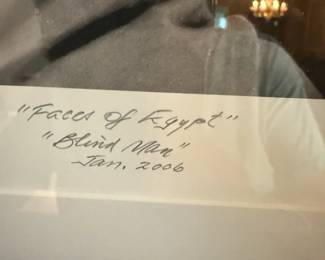 "Faces of Egypt"
"Blind Man"
Jan. 2006